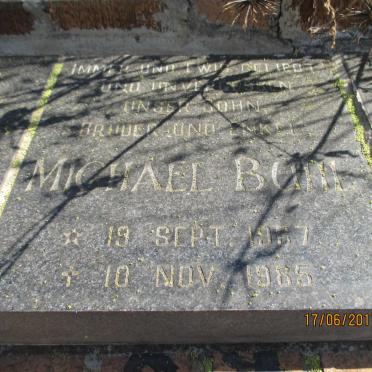 IMMER UND EWIG GELIEBT
UND UNVERGESSEN
UNSER SOHN,
BRUDER UND ENKEL
MICHAEL BOHL
* 19 SEPT. 1967
+ 10 NOV. 1985
17/06/201